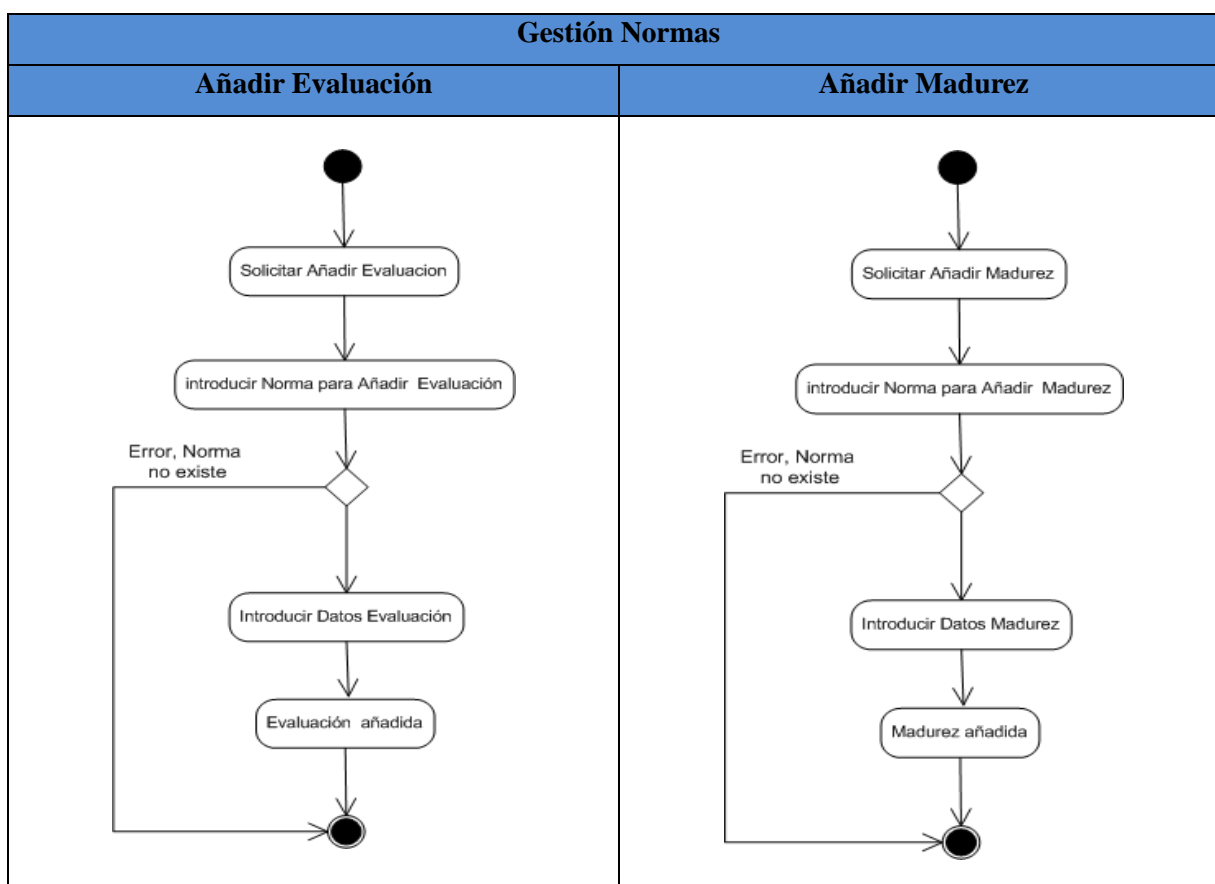 Gestión Normas
Añadir Evaluación
Añadir Madurez
Solicitar Añadir Evaluacion
introducir Norma para Añadir Evaluación
Error, Norma
no existe
Introducir Datos Evaluación
Evaluación añadida
Solicitar Añadir Madurez
introducir Norma para Añadir Madurez
Error, Norma
no existe
Introducir Datos Madurez
Madurez añadida